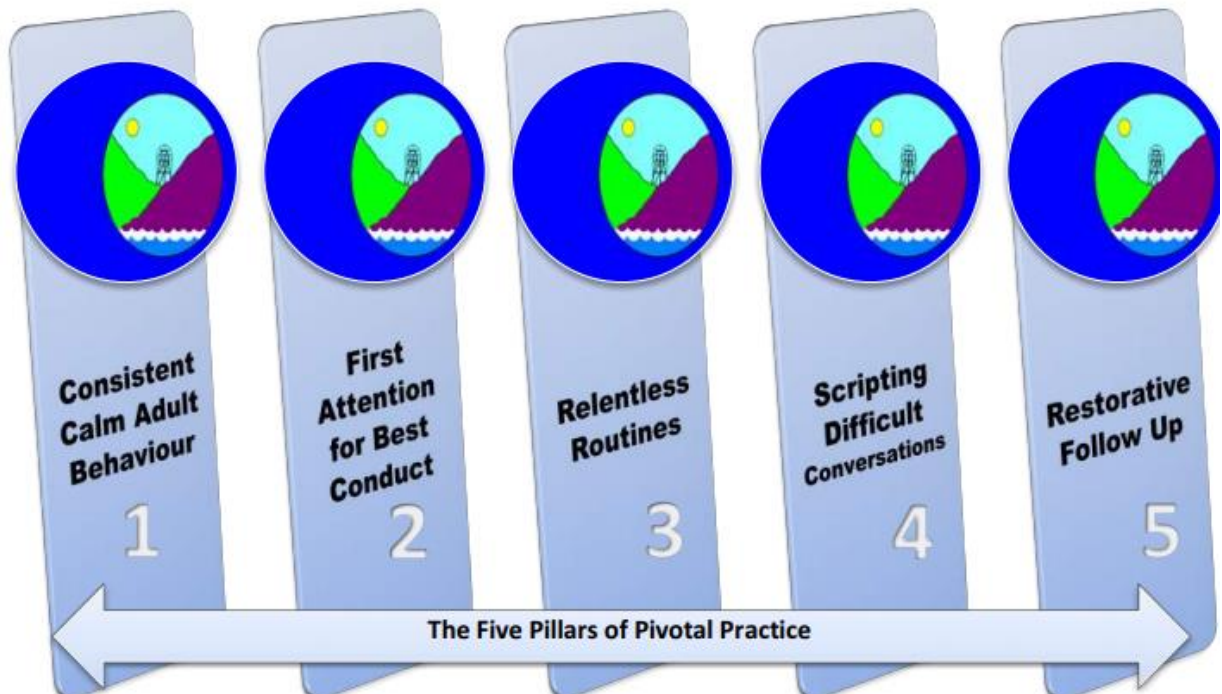 Consistent
Calm Adult
Behaviour
1
First
Attention
for Best
Conduct
2
Relentless
Routines
3
Scripting
Difficult
Conversations
4
Restorative
Follow Up
5
The Five Pillars of Pivotal Practice